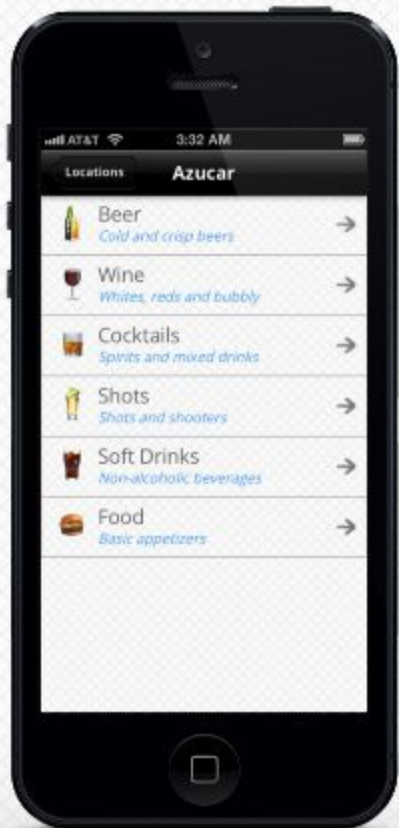 AT&T 3:32 AM
Locations Azucar
Beer
Cold and crisp beers
Wine
Whites, reds and bubbly
Cocktails
Spirits and mixed drinks
Shots
Shots and shooters
Soft Drinks
Non-alcoholic beverages
Food
Basic appetizers